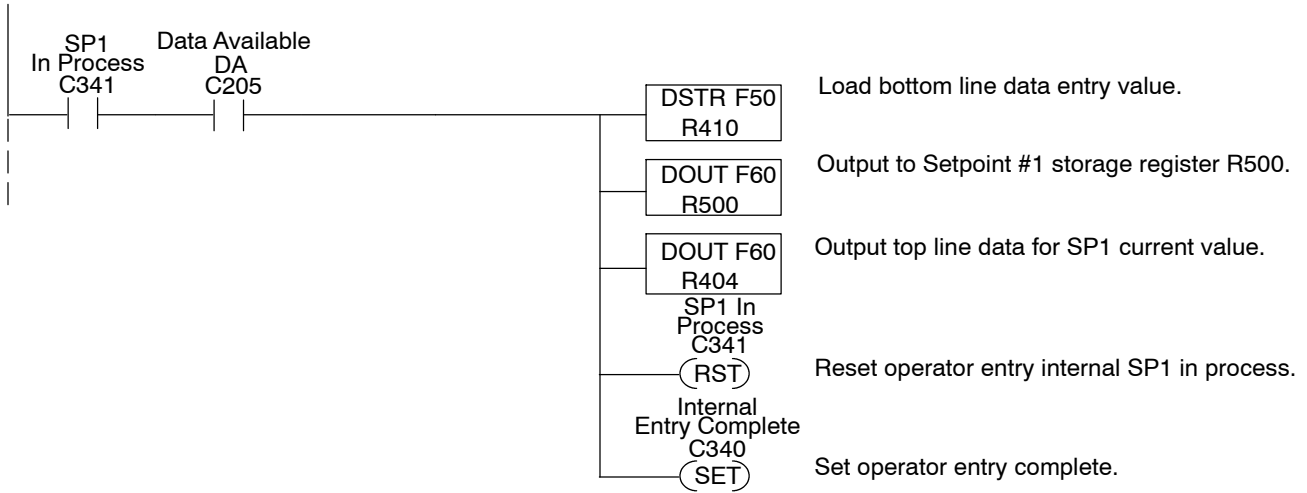 SP1
In Process
C341
Data Available
DA
C205
DSTR F50
R410
Load bottom line data entry value.
DOUT F60
R500
Output to Setpoint #1 storage register R500.
DOUT F60
R404
Output top line data for SP1 current value.
SP1 In
Process
C341
RST
Reset operator entry internal SP1 in process.
Internal
Entry Complete
C340
SET
Set operator entry complete.